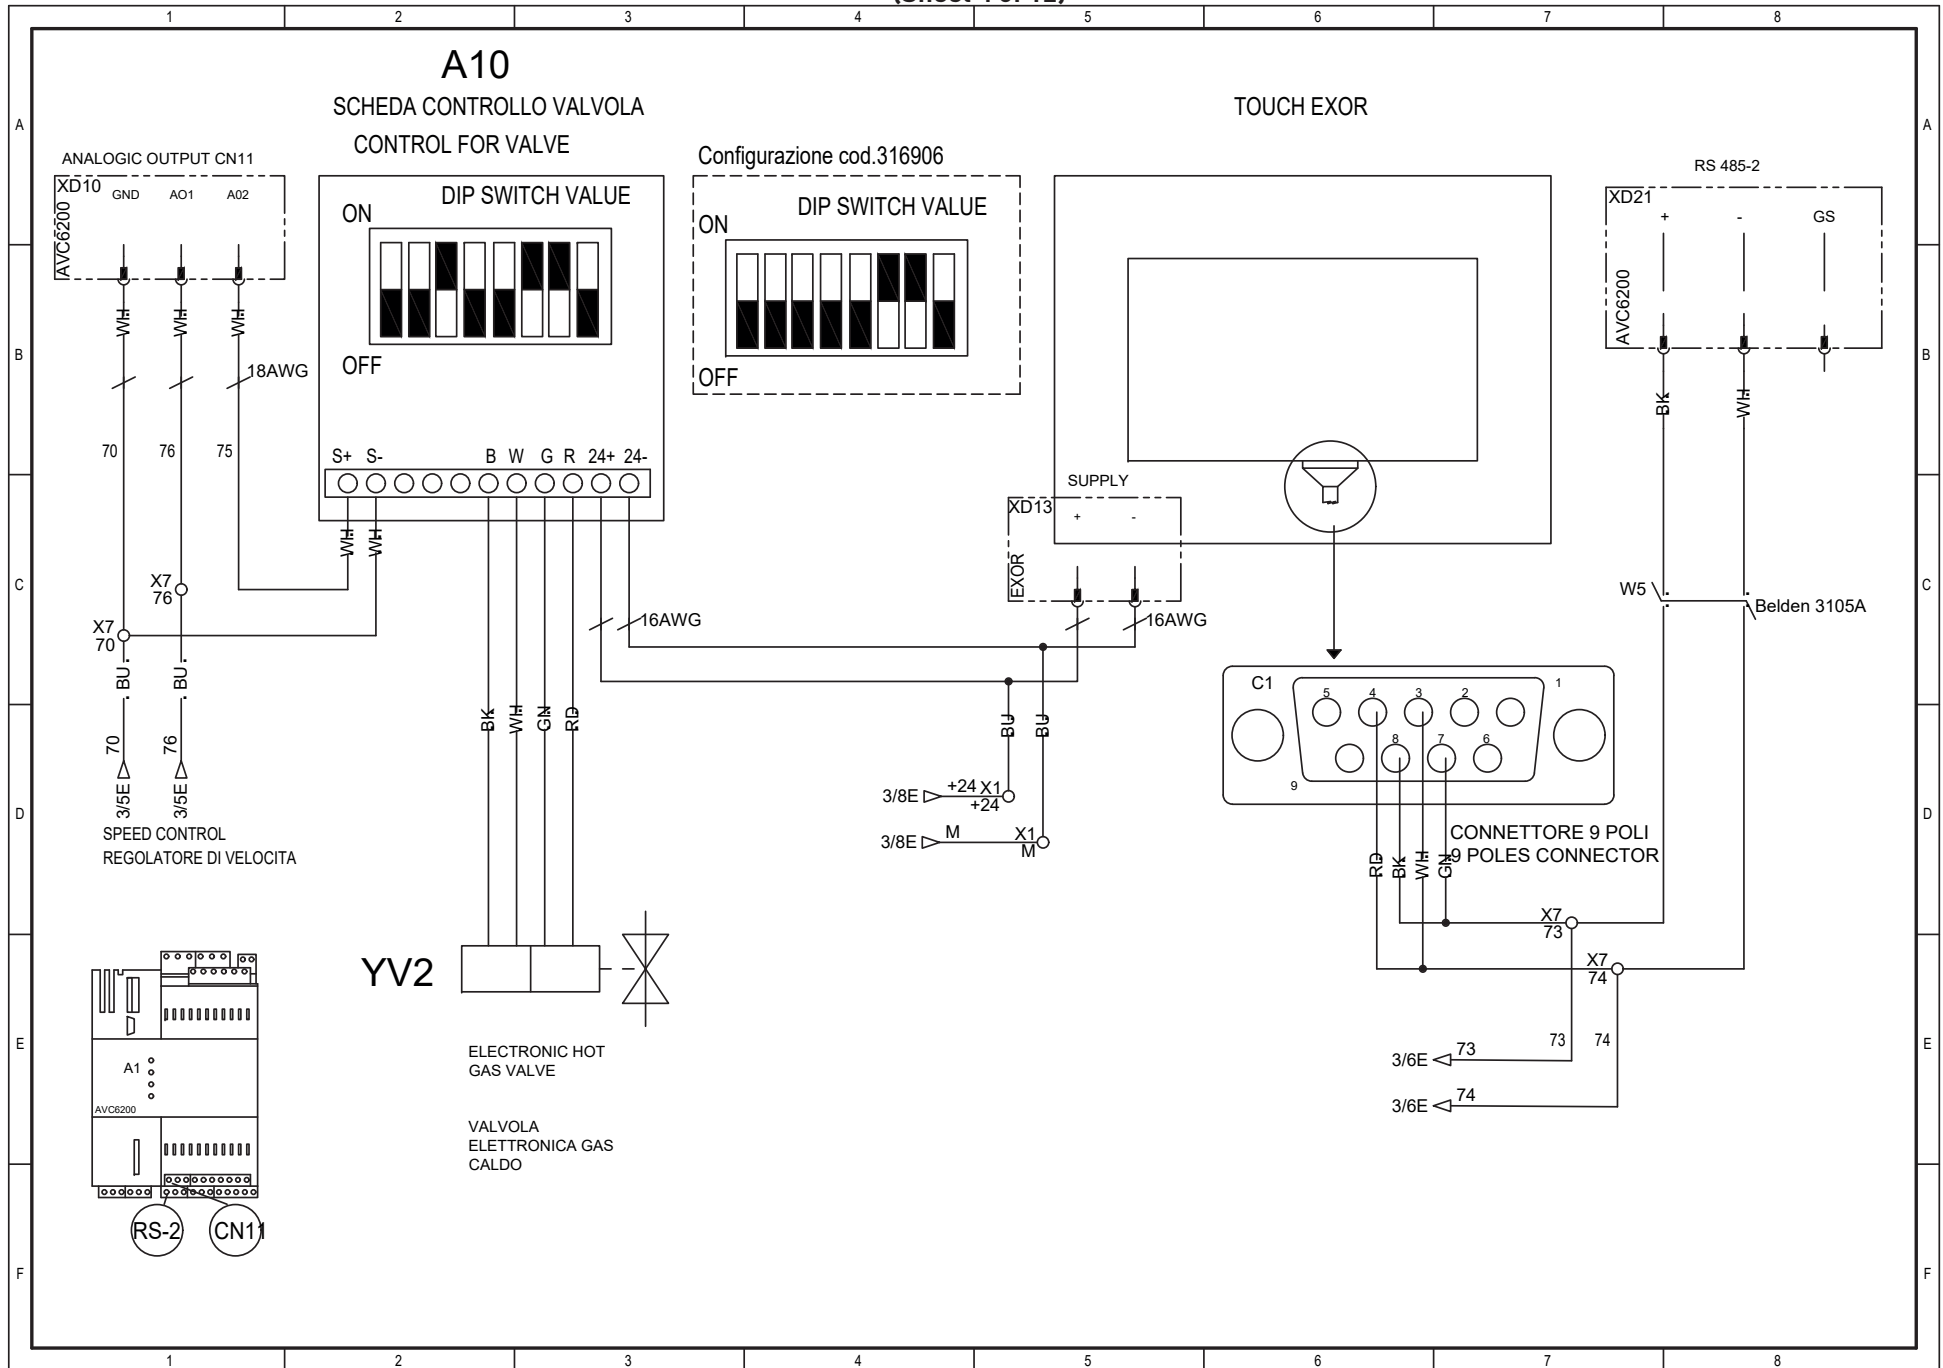 1 2 3 4 5 6 7 8
A10
SCHEDA CONTROLLO VALVOLA
CONTROL FOR VALVE
TOUCH EXOR
A
A
ANALOGIC OUTPUT CN11
XD10 GND AO1 A02
AVC6200
WH WH WH
18AWG
70 76 75
DIP SWITCH VALUE
ON
OFF
S+ S- B W G R 24+ 24-
WH WH
Configurazione cod.316906
DIP SWITCH VALUE
ON
OFF
RS 485-2
XD21
+ - GS
AVC6200
BK WH
B
B
SUPPLY
XD13
+ -
EXOR
16AWG
16AWG
C
C
X7
76
X7
70
BU BU
70 76
3/5E 3/5E
SPEED CONTROL
REGOLATORE DI VELOCITA
BK WH GN RD
BU BU
3/8E +24 X1
+24
3/8E M X1
M
W5
Belden 3105A
C1
5 4 3 2 1
9 8 7 6
CONNETTORE 9 POLI
9 POLES CONNECTOR
RD BK WH GN
D
D
X7
73
X7
74
73 74
3/6E 73
3/6E 74
YV2
ELECTRONIC HOT
GAS VALVE
VALVOLA
ELETTRONICA GAS
CALDO
E
E
A1
AVC6200
RS-2 CN11
F
F
1 2 3 4 5 6 7 8